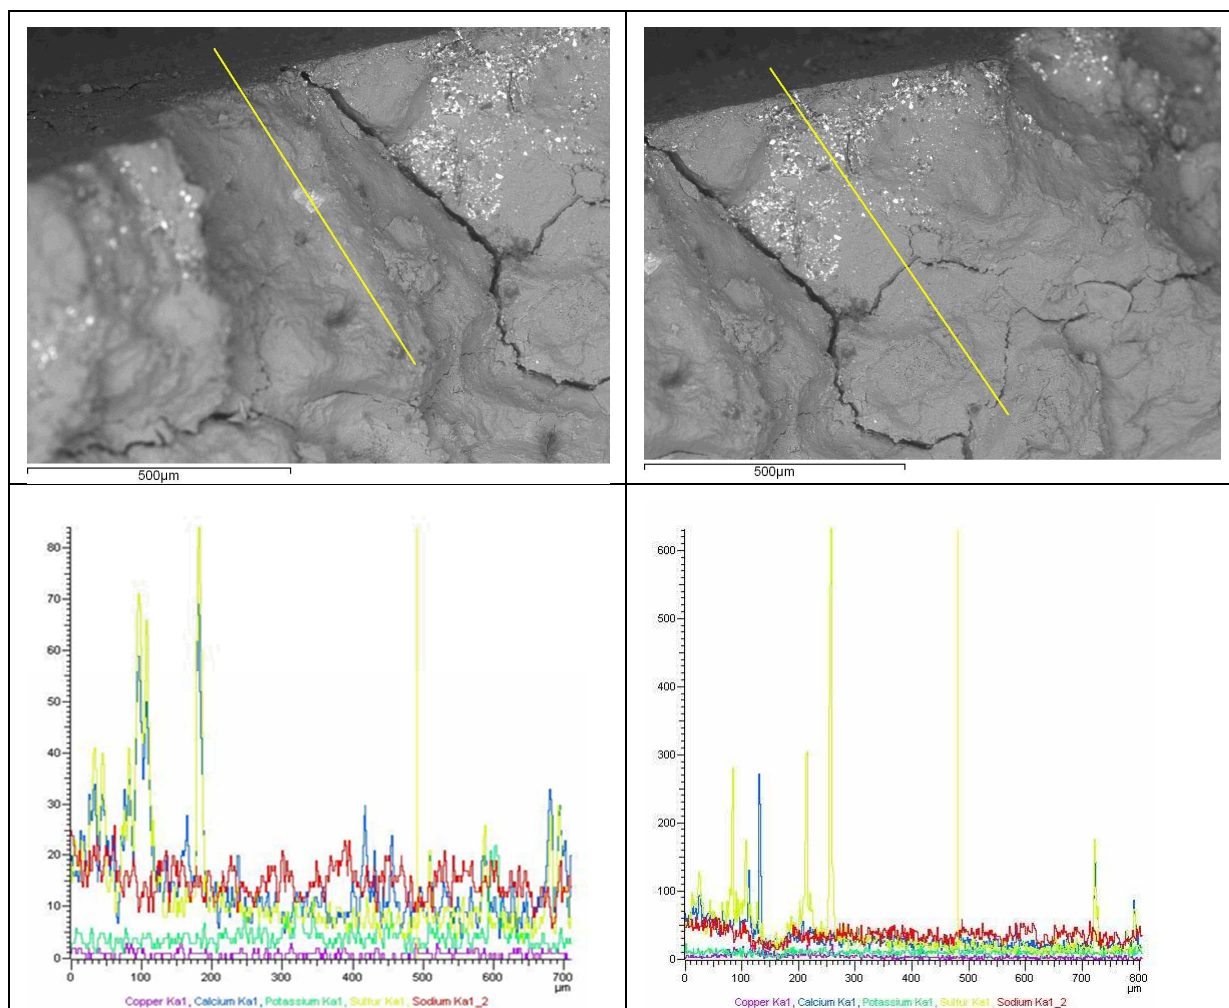 500µm
500µm
80
70
60
50
40
30
20
10
0
0 100 200 300 400 500 600 700
µm
Copper Ka1, Calcium Ka1, Potassium Ka1, Sulfur Ka1, Sodium Ka1_2
600
500
400
300
200
100
0
0 100 200 300 400 500 600 700 800
µm
Copper Ka1, Calcium Ka1, Potassium Ka1, Sulfur Ka1, Sodium Ka1_2